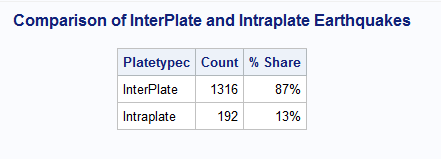 Comparison of InterPlate and Intraplate Earthquakes
Platetypec Count % Share
InterPlate 1316 87%
Intraplate 192 13%